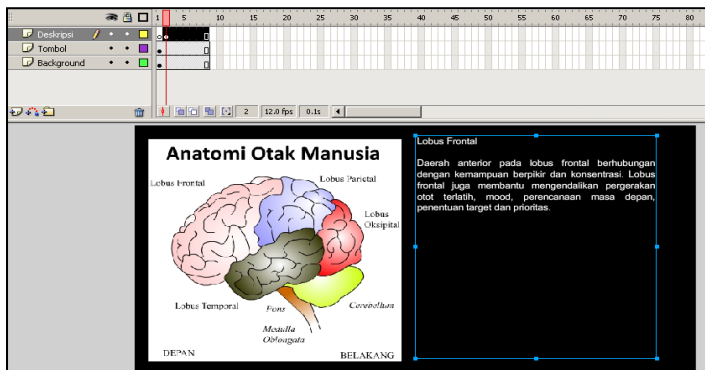 1 5 10 15 20 25 30 35 40 45 50 55 60 65 70 75 80
Deskripsi
Tombol
Background
2 12.0 fps 0.1s
Anatomi Otak Manusia
Lobus Frontal
Lobus Parietal
Lobus
Oksipital
Lobus Temporal
Pons
Cerebellum
Medulla
Oblongata
DEPAN
BELAKANG
Lobus Frontal
Daerah anterior pada lobus frontal berhubungan
dengan kemampuan berpikir dan konsentrasi. Lobus
frontal juga membantu mengendalikan pergerakan
otot terlatih, mood, perencanaan masa depan,
penentuan target dan prioritas.